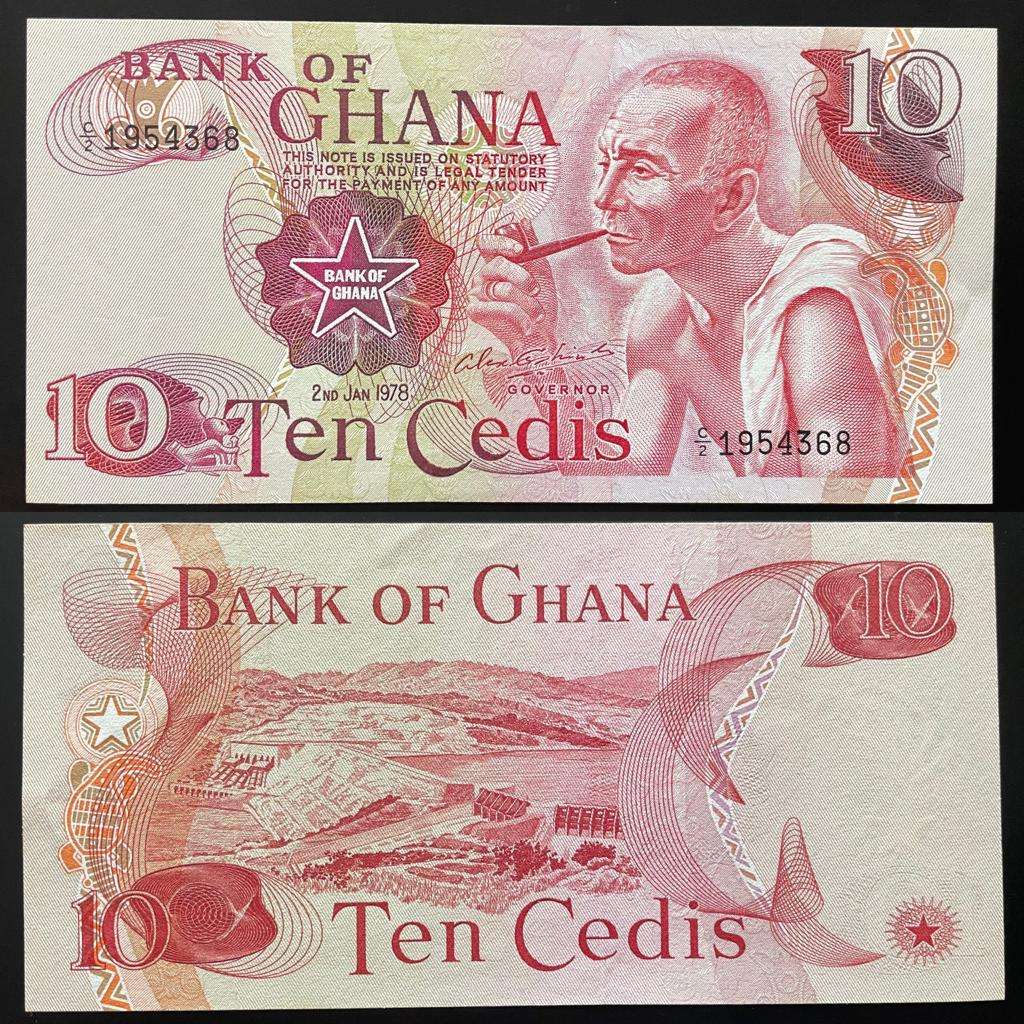 BANK OF
GHANA
C/2 1954368
THIS NOTE IS ISSUED ON STATUTORY
AUTHORITY AND IS LEGAL TENDER
FOR THE PAYMENT OF ANY AMOUNT
10
BANK OF
GHANA
GOVERNOR
2ND JAN 1978
10
Ten Cedis
C/2 1954368
BANK OF GHANA
10
10
Ten Cedis